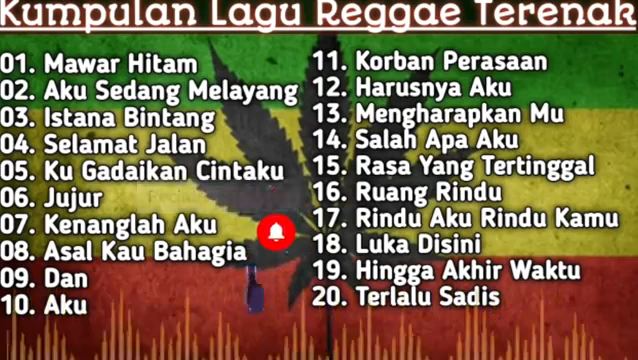 Kumpulan Lagu Reggae Terenak
01. Mawar Hitam
02. Aku Sedang Melayang
03. Istana Bintang
04. Selamat Jalan
05. Ku Gadaikan Cintaku
06. Jujur
07. Kenanglah Aku
08. Asal Kau Bahagia
09. Dan
10. Aku
11. Korban Perasaan
12. Harusnya Aku
13. Mengharapkan Mu
14. Salah Apa Aku
15. Rasa Yang Tertinggal
16. Ruang Rindu
17. Rindu Aku Rindu Kamu
18. Luka Disini
19. Hingga Akhir Waktu
20. Terlalu Sadis